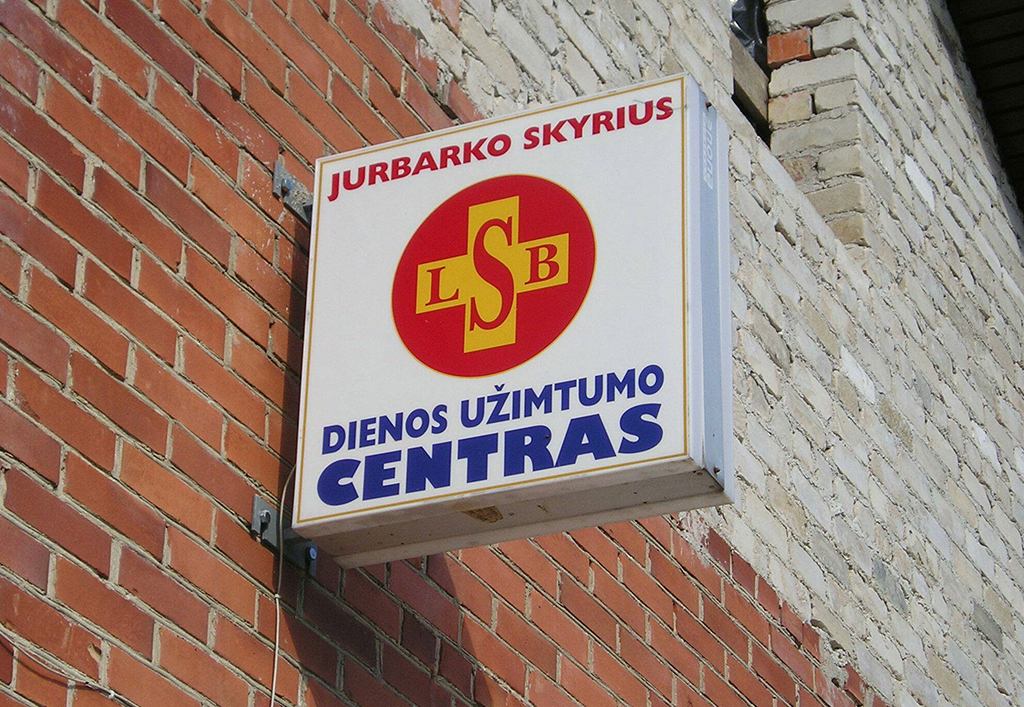 JURBARKO SKYRIUS
LSB
DIENOS UŽIMTUMO
CENTRAS